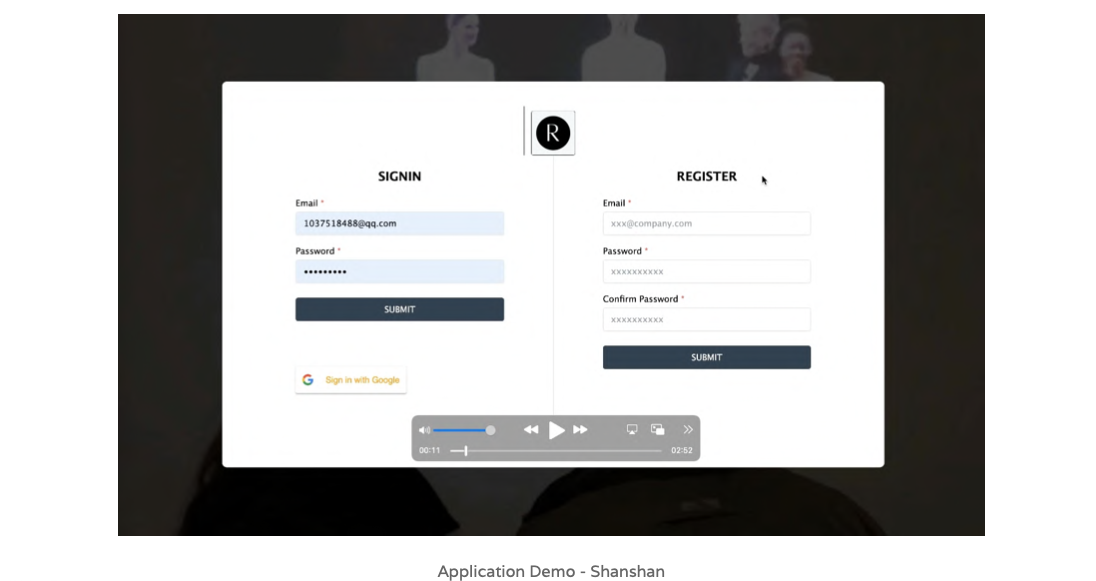 R
SIGNIN
Email *
1037518488@qq.com
Password *
•••••••••
SUBMIT
Sign in with Google
REGISTER
Email *
xxx@company.com
Password *
xxxxxxxxxx
Confirm Password *
xxxxxxxxxx
SUBMIT
00:11
02:52
Application Demo - Shanshan